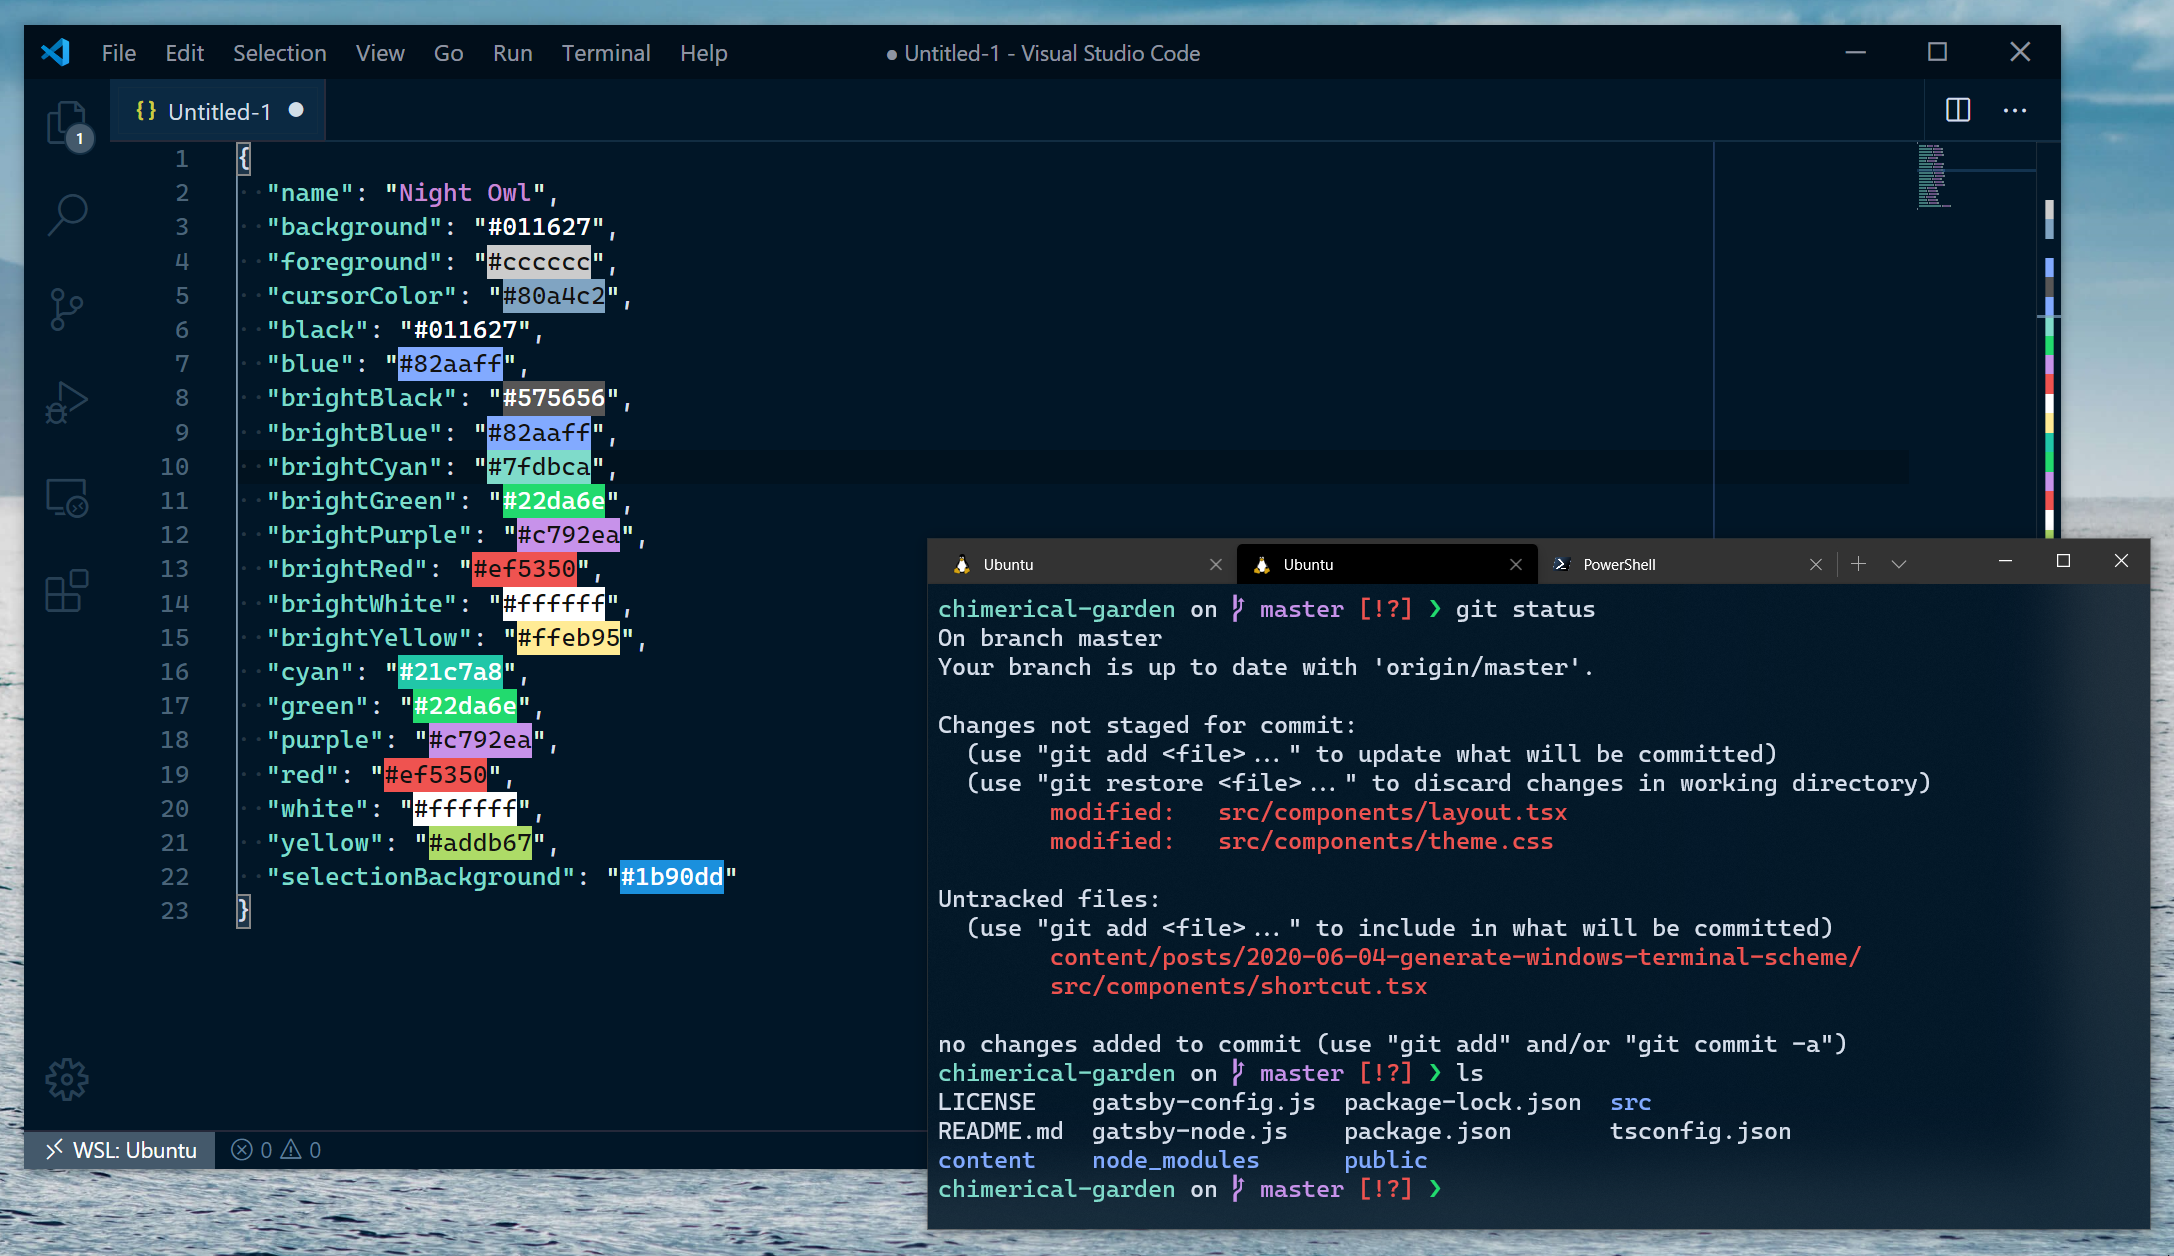 File Edit Selection View Go Run Terminal Help ● Untitled-1 - Visual Studio Code
{} Untitled-1 ●
1
1 {
2 "name": "Night Owl",
3 "background": "#011627",
4 "foreground": "#cccccc",
5 "cursorColor": "#80a4c2",
6 "black": "#011627",
7 "blue": "#82aaff",
8 "brightBlack": "#575656",
9 "brightBlue": "#82aaff",
10 "brightCyan": "#7fdbca",
11 "brightGreen": "#22da6e",
12 "brightPurple": "#c792ea",
13 "brightRed": "#ef5350",
14 "brightWhite": "#ffffff",
15 "brightYellow": "#ffeb95",
16 "cyan": "#21c7a8",
17 "green": "#22da6e",
18 "purple": "#c792ea",
19 "red": "#ef5350",
20 "white": "#ffffff",
21 "yellow": "#addb67",
22 "selectionBackground": "#1b90dd"
23 }
WSL: Ubuntu 0 0
Ubuntu Ubuntu PowerShell
chimerical-garden on master [!?] ❯ git status
On branch master
Your branch is up to date with 'origin/master'.
Changes not staged for commit:
(use "git add <file>..." to update what will be committed)
(use "git restore <file>..." to discard changes in working directory)
modified: src/components/layout.tsx
modified: src/components/theme.css
Untracked files:
(use "git add <file>..." to include in what will be committed)
content/posts/2020-06-04-generate-windows-terminal-scheme/
src/components/shortcut.tsx
no changes added to commit (use "git add" and/or "git commit -a")
chimerical-garden on master [!?] ❯ ls
LICENSE gatsby-config.js package-lock.json src
README.md gatsby-node.js package.json tsconfig.json
content node_modules public
chimerical-garden on master [!?] ❯